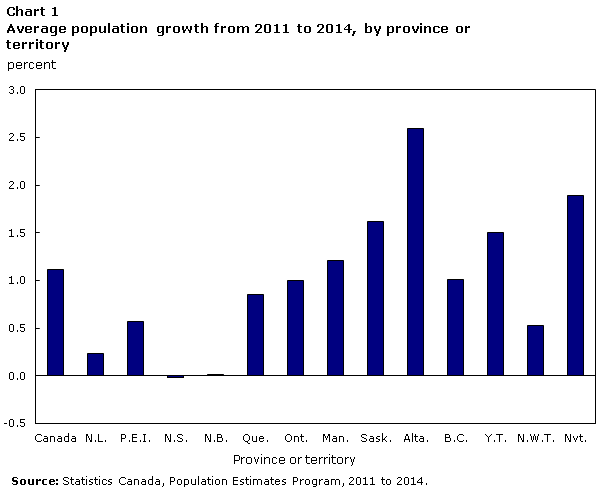 Chart 1
Average population growth from 2011 to 2014, by province or
territory
percent
3.0
2.5
2.0
1.5
1.0
0.5
0.0
-0.5
Canada N.L. P.E.I. N.S. N.B. Que. Ont. Man. Sask. Alta. B.C. Y.T. N.W.T. Nvt.
Province or territory
Source: Statistics Canada, Population Estimates Program, 2011 to 2014.